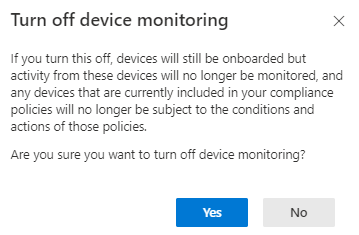 Turn off device monitoring
If you turn this off, devices will still be onboarded but
activity from these devices will no longer be monitored, and
any devices that are currently included in your compliance
policies will no longer be subject to the conditions and
actions of those policies.
Are you sure you want to turn off device monitoring?
Yes No